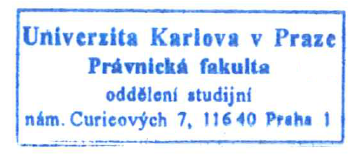 Univerzita Karlova v Praze
Právnická fakulta
oddělení studijní
nám. Curieových 7, 116 40 Praha 1